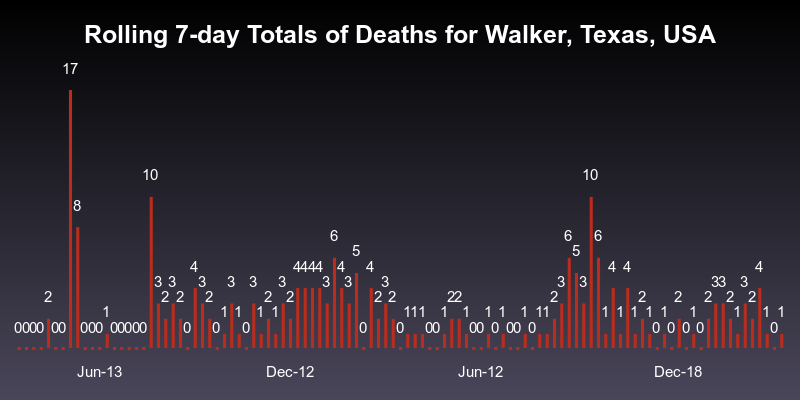 Rolling 7-day Totals of Deaths for Walker, Texas, USA
17
10 10
8
6 6 6
5 5
4 4444 4 4 4 4 4
3 3 3 3 3 3 3 3 3 3 3 33 3
2 2 2 2 2 2 2 2 22 2 2 2 2 2 2
1 1 1 1 1 111 1 1 1 1 1 11 1 1 1 1 1 1 1 1
0000 00 000 00000 0 0 0 0 0 00 00 0 00 0 0 0 0 0 0
Jun-13 Dec-12 Jun-12 Dec-18